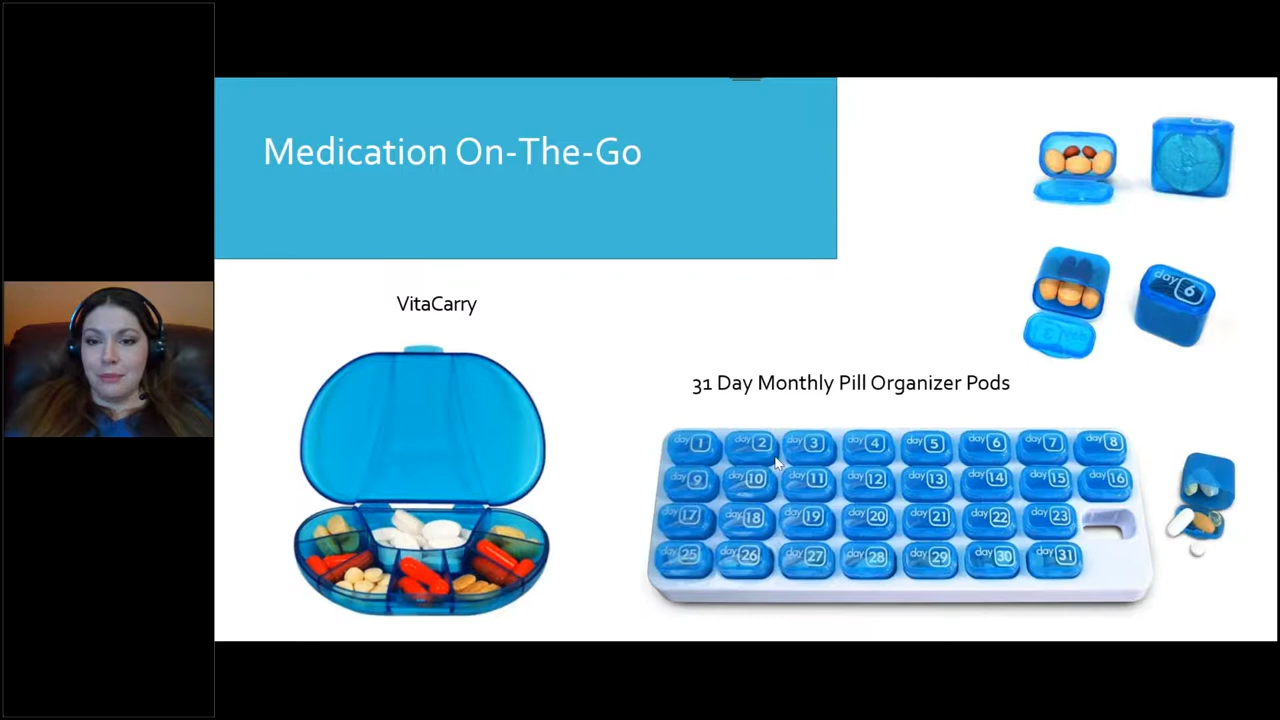 Medication On-The-Go
day 6
VitaCarry
31 Day Monthly Pill Organizer Pods
day 1 day 2 day 3 day 4 day 5 day 6 day 7 day 8
day 9 day 10 day 11 day 12 day 13 day 14 day 15 day 16
day 17 day 18 day 19 day 20 day 21 day 22 day 23
day 25 day 26 day 27 day 28 day 29 day 30 day 31